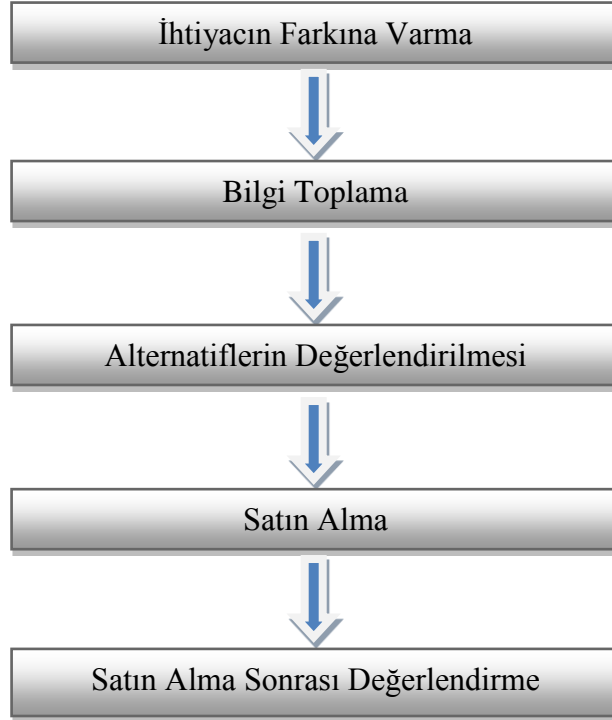 İhtiyacın Farkına Varma
Bilgi Toplama
Alternatiflerin Değerlendirilmesi
Satın Alma
Satın Alma Sonrası Değerlendirme